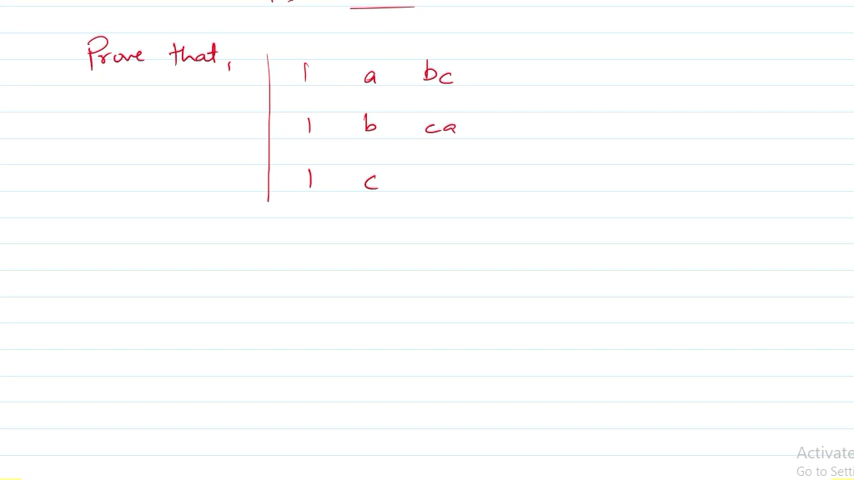 Prove that, | 1 a bc
1 b ca
1 c
Activate
Go to Setti